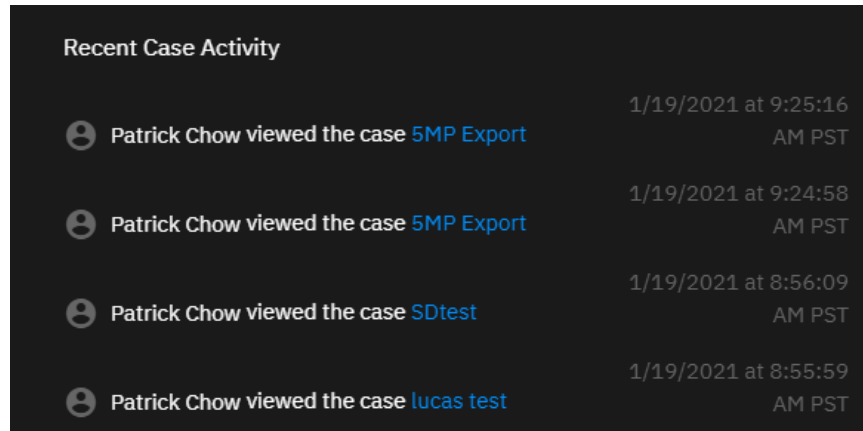 Recent Case Activity
1/19/2021 at 9:25:16
Patrick Chow viewed the case 5MP Export
AM PST
1/19/2021 at 9:24:58
Patrick Chow viewed the case 5MP Export
AM PST
1/19/2021 at 8:56:09
Patrick Chow viewed the case SDtest
AM PST
1/19/2021 at 8:55:59
Patrick Chow viewed the case lucas test
AM PST